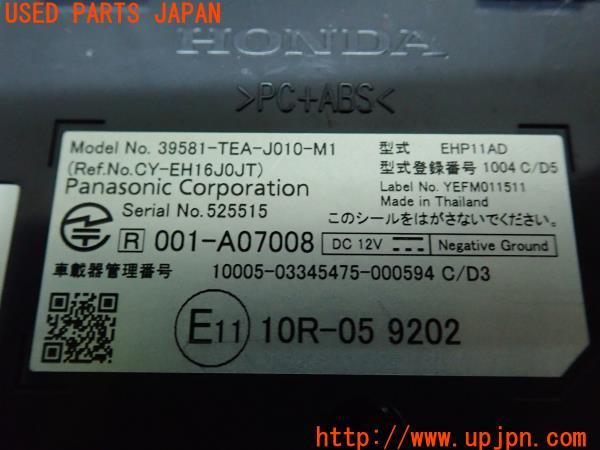 USED PARTS JAPAN
HONDA
>PC+ABS<
Model No. 39581-TEA-J010-M1 型式 EHP11AD
(Ref.No.CY-EH16J0JT) 型式登録番号 1004 C/D5
Panasonic Corporation Label No. YEFM011511
Made in Thailand
Serial No.525515 このシールをはがさないでください。
R 001-A07008 DC 12V Negative Ground
車載器管理番号 10005-03345475-000594 C/D3
E11 10R-05 9202
http://www.upjpn.com/